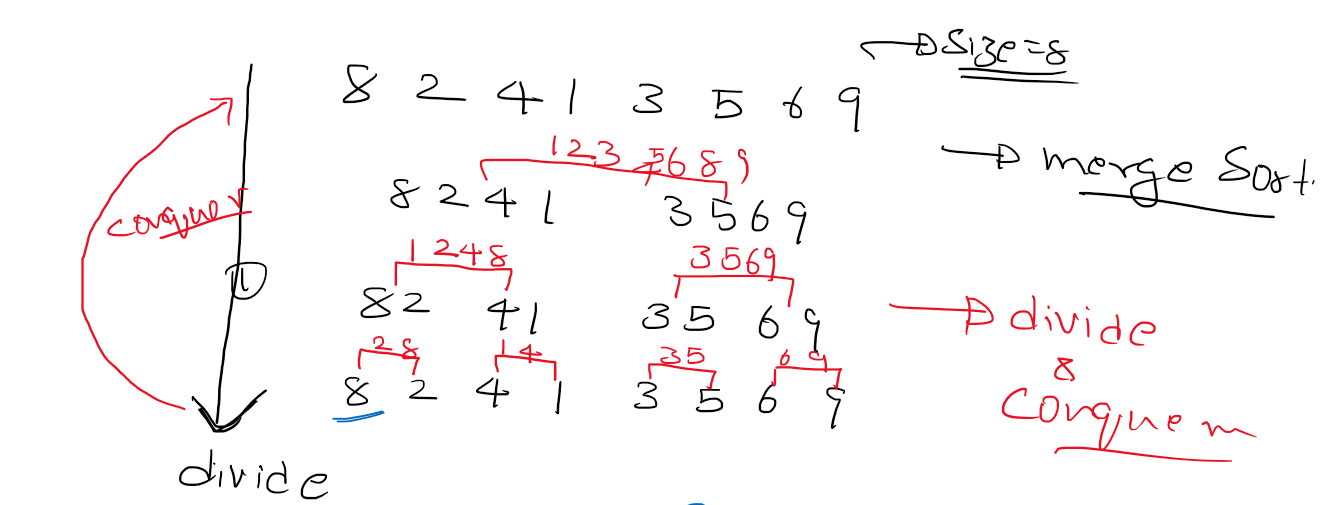 size=8
8 2 4 1 3 5 6 9
merge Sort.
1 2 3 4 5 6 8 9
8 2 4 1 3 5 6 9
conquer
1 2 4 8 3 5 6 9
8 2 4 1 3 5 6 9
divide
&
Conquer
2 8 1 4 3 5 6 9
8 2 4 1 3 5 6 9
divide